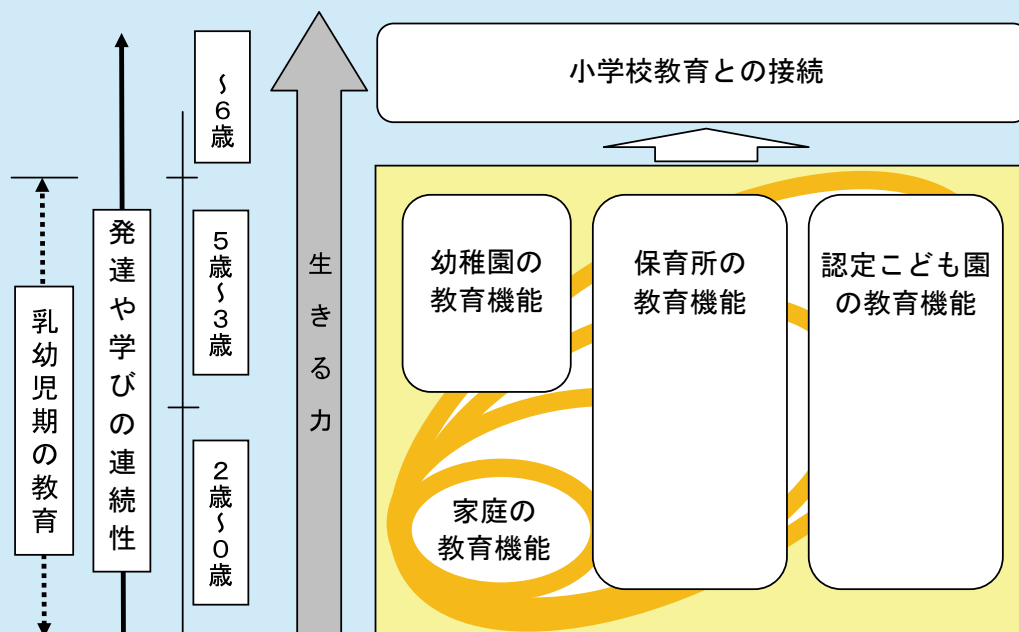 小学校教育との接続
～6歳
5歳～3歳
2歳～0歳
乳幼児期の教育
発達や学びの連続性
生きる力
幼稚園の
教育機能
保育所の
教育機能
認定こども園
の教育機能
家庭の
教育機能